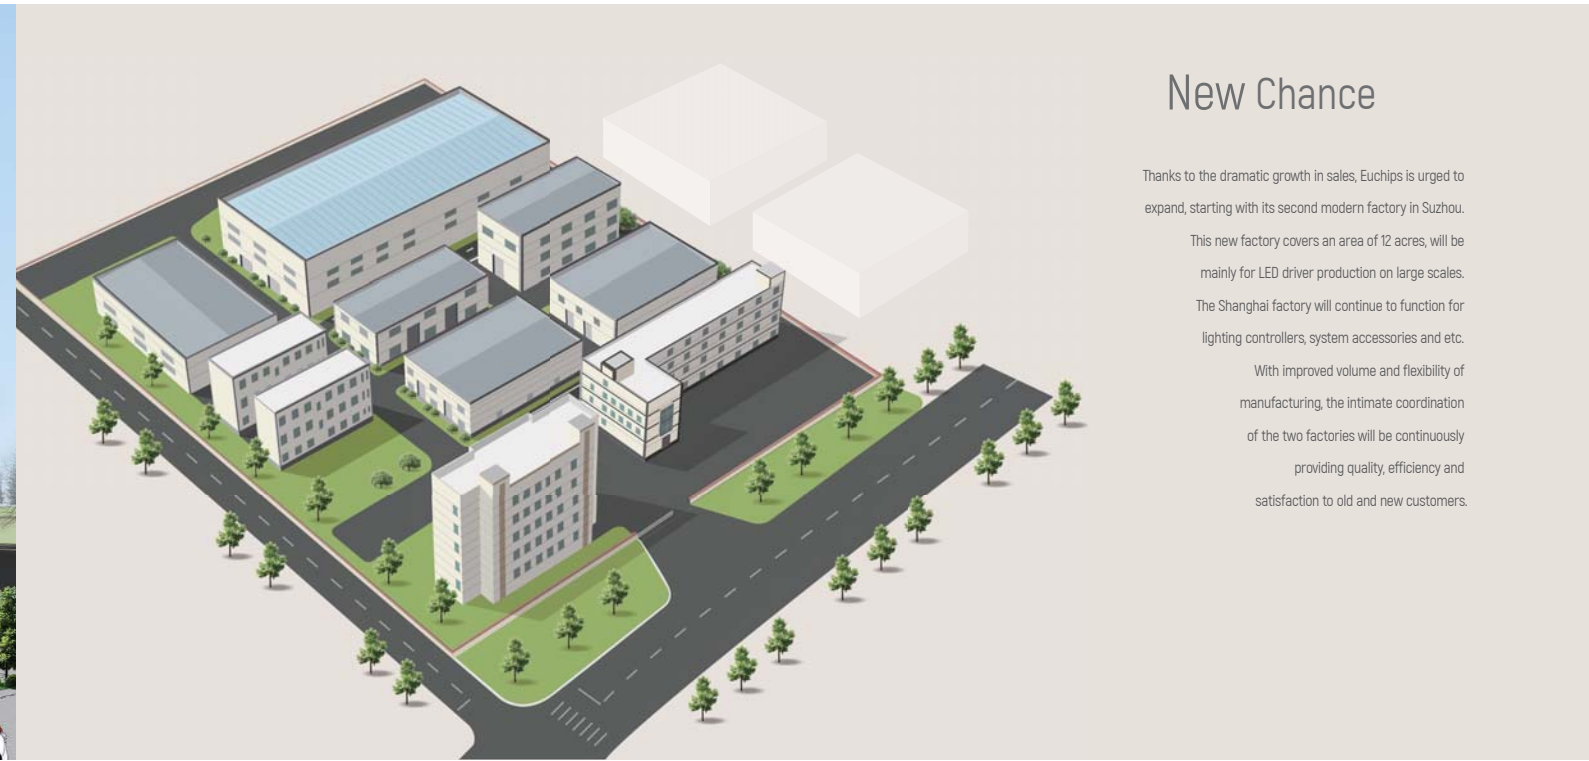 New Chance
Thanks to the dramatic growth in sales, Euchips is urged to
expand, starting with its second modern factory in Suzhou.
This new factory covers an area of 12 acres, will be
mainly for LED driver production on large scales.
The Shanghai factory will continue to function for
lighting controllers, system accessories and etc.
With improved volume and flexibility of
manufacturing, the intimate coordination
of the two factories will be continuously
providing quality, efficiency and
satisfaction to old and new customers.